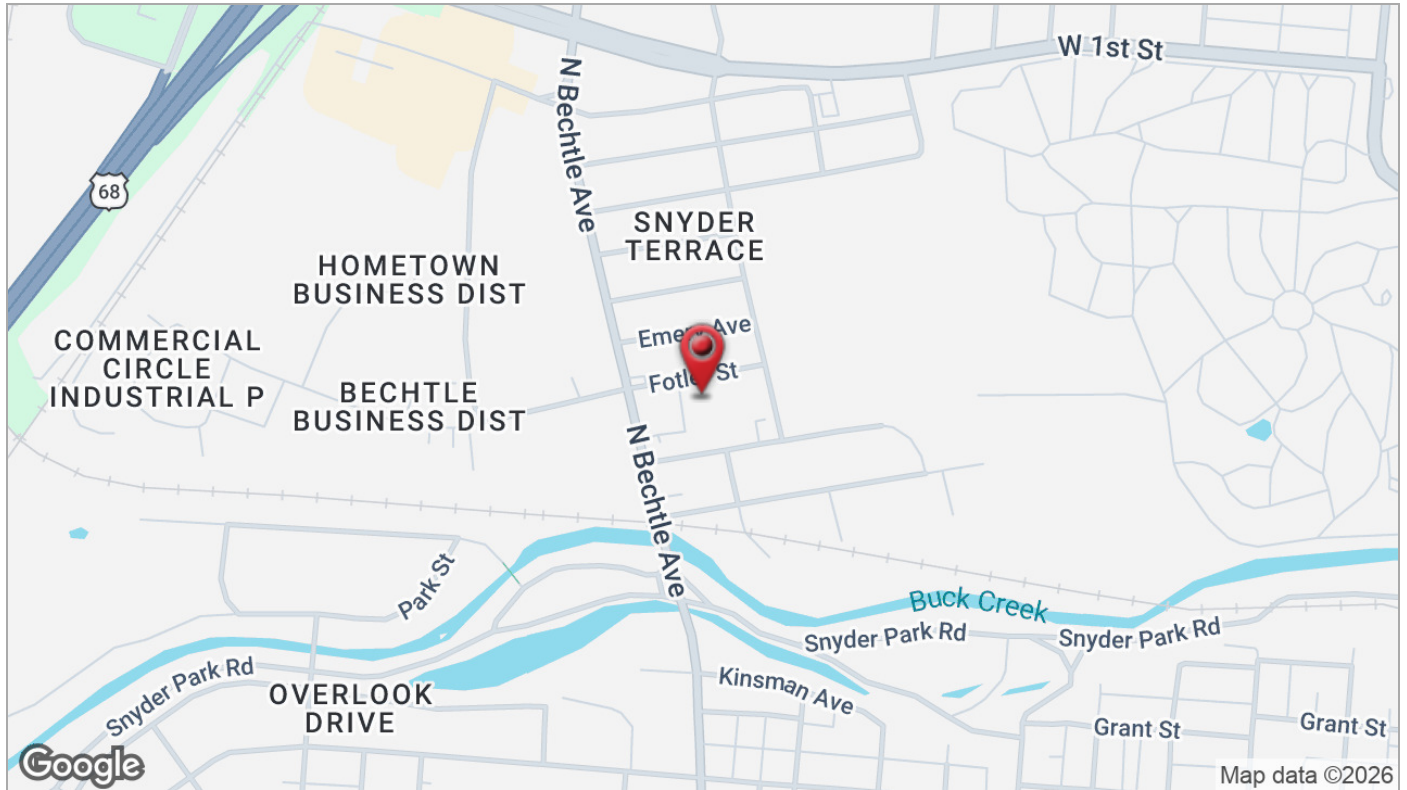 W 1st St
N Bechtle Ave
68
SNYDER
TERRACE
HOMETOWN
BUSINESS DIST
Ave
COMMERCIAL
CIRCLE
INDUSTRIAL P
BECHTLE
BUSINESS DIST
St
N Bechtle Ave
Park St
Buck Creek
Snyder Park Rd
Snyder Park Rd
Snyder Park Rd
Kinsman Ave
OVERLOOK
DRIVE
Grant St
Grant St
Google
Map data ©2026